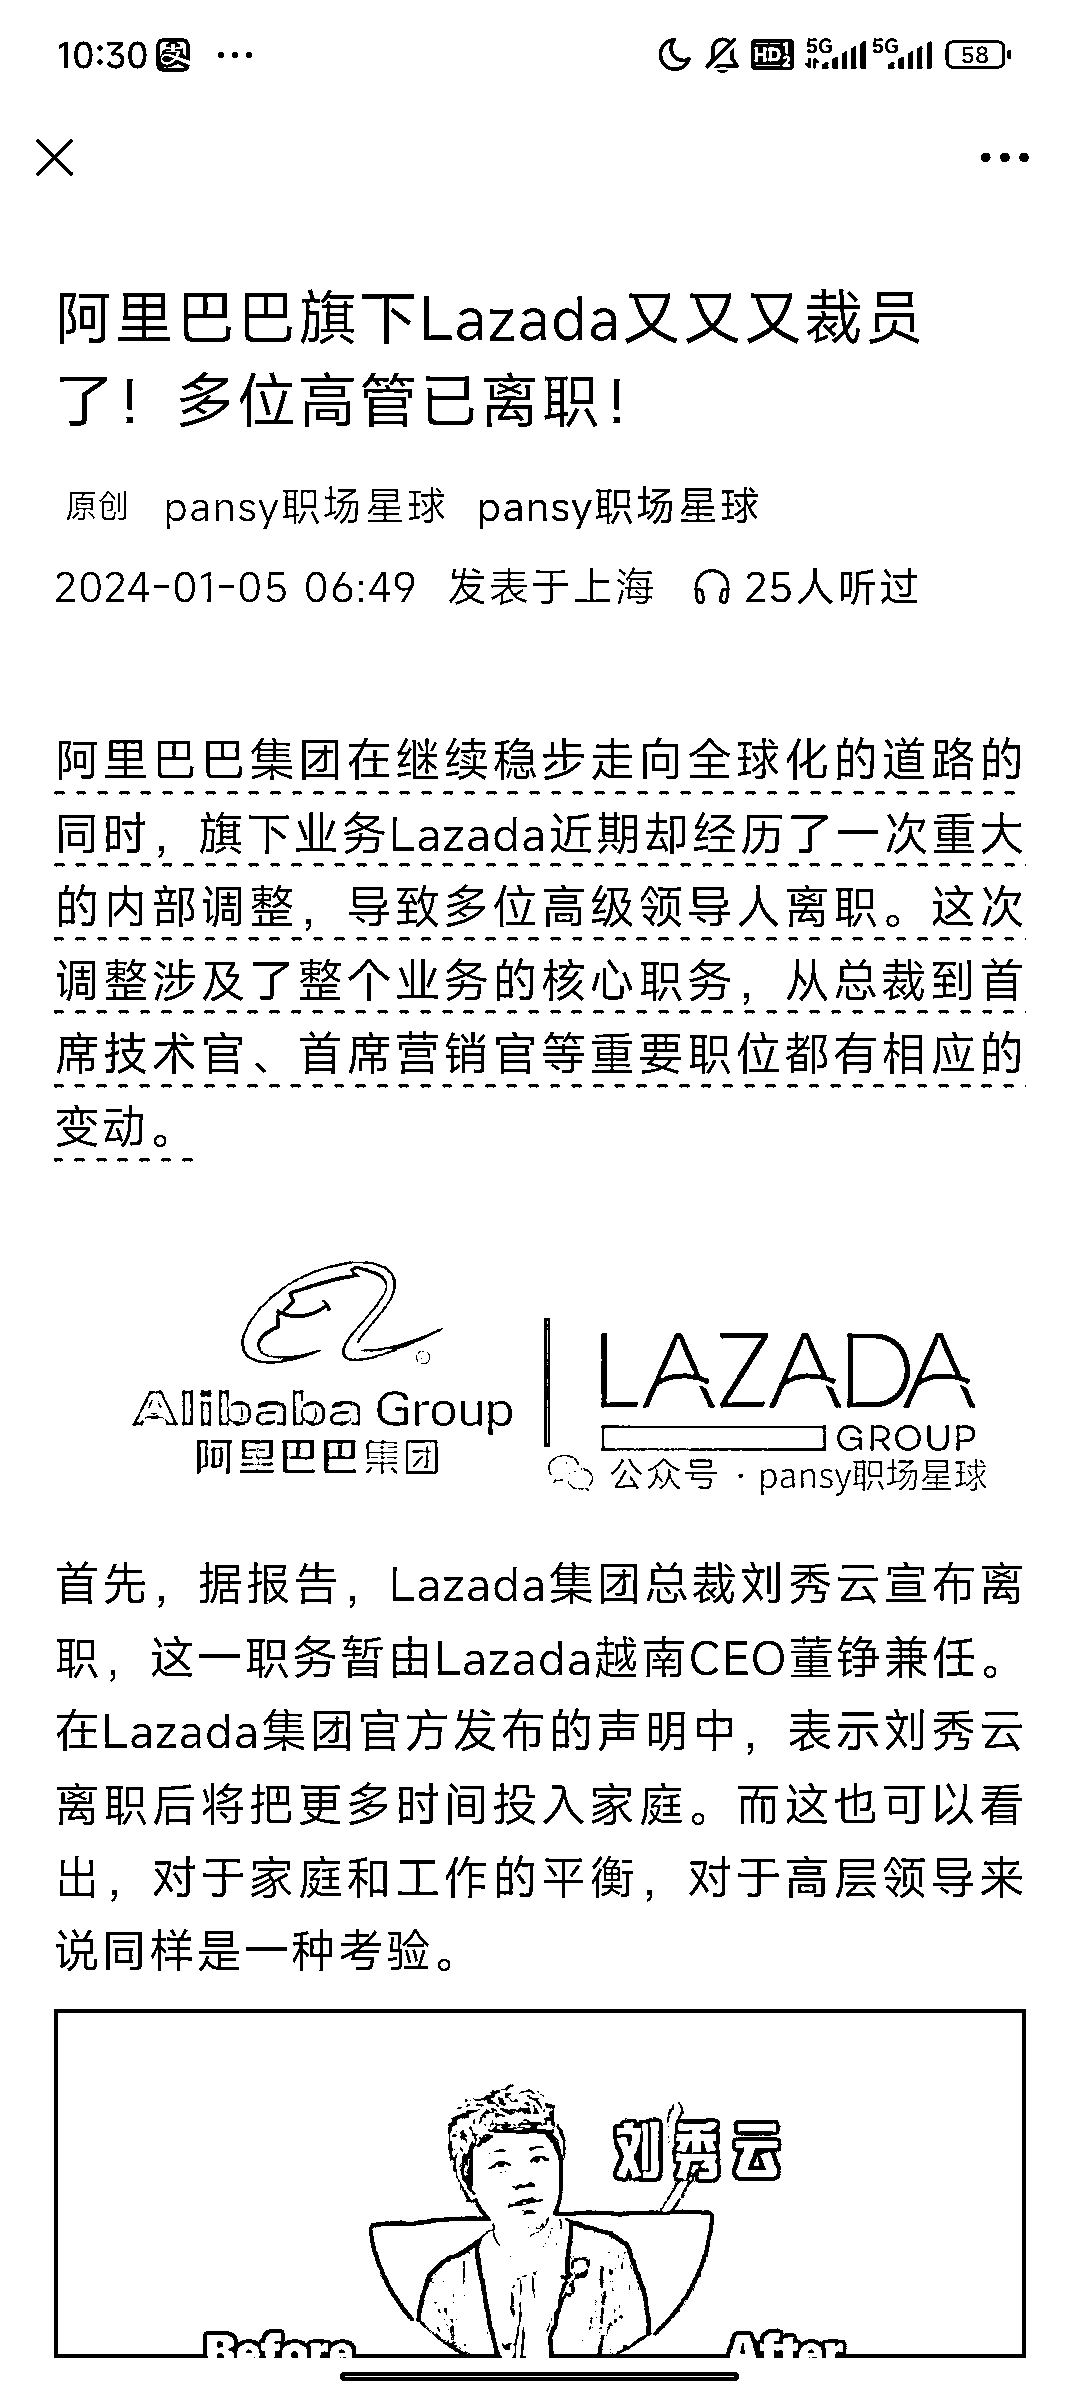 10:30 支 ... HD 1 2 5G 5G 58
阿里巴巴旗下Lazada又又又裁员
了！多位高管已离职！
原创 pansy职场星球 pansy职场星球
2024-01-05 06:49 发表于上海 25人听过
阿里巴巴集团在继续稳步走向全球化的道路的
同时，旗下业务Lazada近期却经历了一次重大
的内部调整，导致多位高级领导人离职。这次
调整涉及了整个业务的核心职务，从总裁到首
席技术官、首席营销官等重要职位都有相应的
变动。
Alibaba Group
阿里巴巴集团
LAZADA
GROUP
公众号 · pansy职场星球
首先，据报告，Lazada集团总裁刘秀云宣布离
职，这一职务暂由Lazada越南CEO董铮兼任。
在Lazada集团官方发布的声明中，表示刘秀云
离职后将把更多时间投入家庭。而这也可以看
出，对于家庭和工作的平衡，对于高层领导来
说同样是一种考验。
刘秀云
Before After